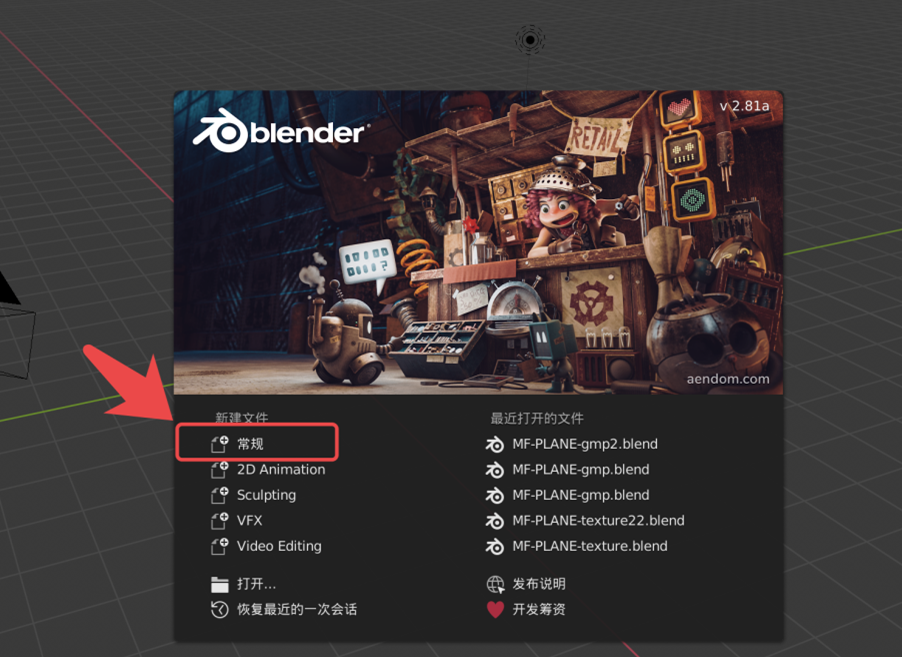 blender
v 2.81a
RETAIL
aendom.com
新建文件
最近打开的文件
常规
MF-PLANE-gmp2.blend
2D Animation
MF-PLANE-gmp.blend
Sculpting
MF-PLANE-gmp.blend
VFX
MF-PLANE-texture22.blend
Video Editing
MF-PLANE-texture.blend
打开...
发布说明
恢复最近的一次会话
开发筹资